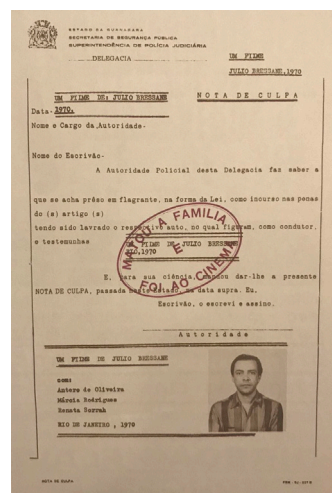 ESTADO DA GUANABARA
SECRETARIA DE SEGURANÇA PÚBLICA
SUPERINTENDÊNCIA DE POLÍCIA JUDICIÁRIA
DELEGACIA
UM FILME
JULIO BRESSANE,1970
UM FILME DE: JULIO BRESSANE
NOTA DE CULPA
Data- 1970.
Nome e Cargo da Autoridade-
Nome do Escrivão-
A Autoridade Policial desta Delegacia faz saber a
que se acha prêso em flagrante, na forma da Lei, como incurso nas penas
do (s) artigo (s)
tendo sido lavrado o respectivo auto, no qual figuram, como condutor,
e testemunhas
UM FILME DE JULIO BRESSANE
RIO,1970
MATOU A FAMILIA
E
FOI AO CINEMA
E, para sua ciência, mandou dar-lhe a presente
NOTA DE CULPA, passada neste Estado, na data supra. Eu,
Escrivão, o escrevi e assino.
Autoridade
UM FILME DE JULIO BRESSANE
Antero de Oliveira
Márcia Rodrigues
Renata Sorrah
RIO DE JANEIRO , 1970
NOTA DE CULPA